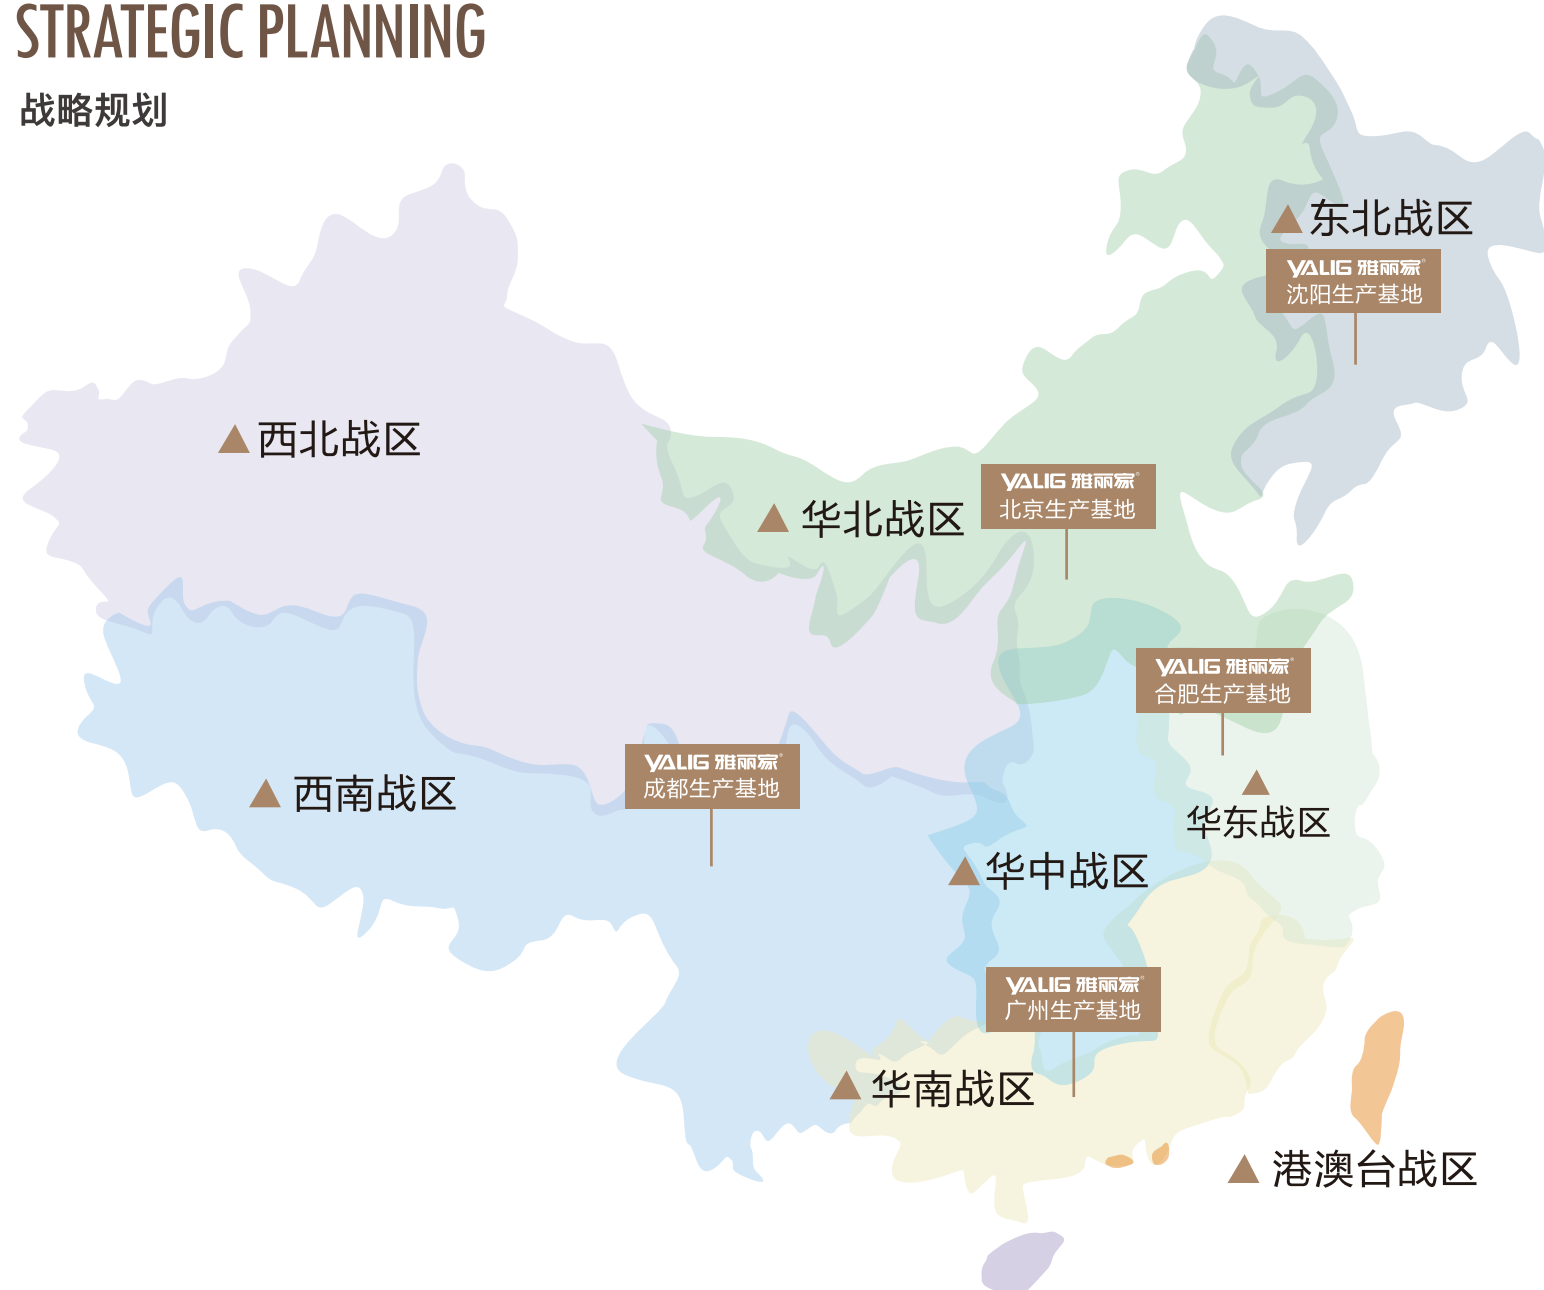 STRATEGIC PLANNING
战略规划
东北战区
YALIG 雅丽家®
沈阳生产基地
西北战区
华北战区
YALIG 雅丽家®
北京生产基地
YALIG 雅丽家®
合肥生产基地
西南战区
YALIG 雅丽家®
成都生产基地
华东战区
华中战区
YALIG 雅丽家®
广州生产基地
华南战区
港澳台战区